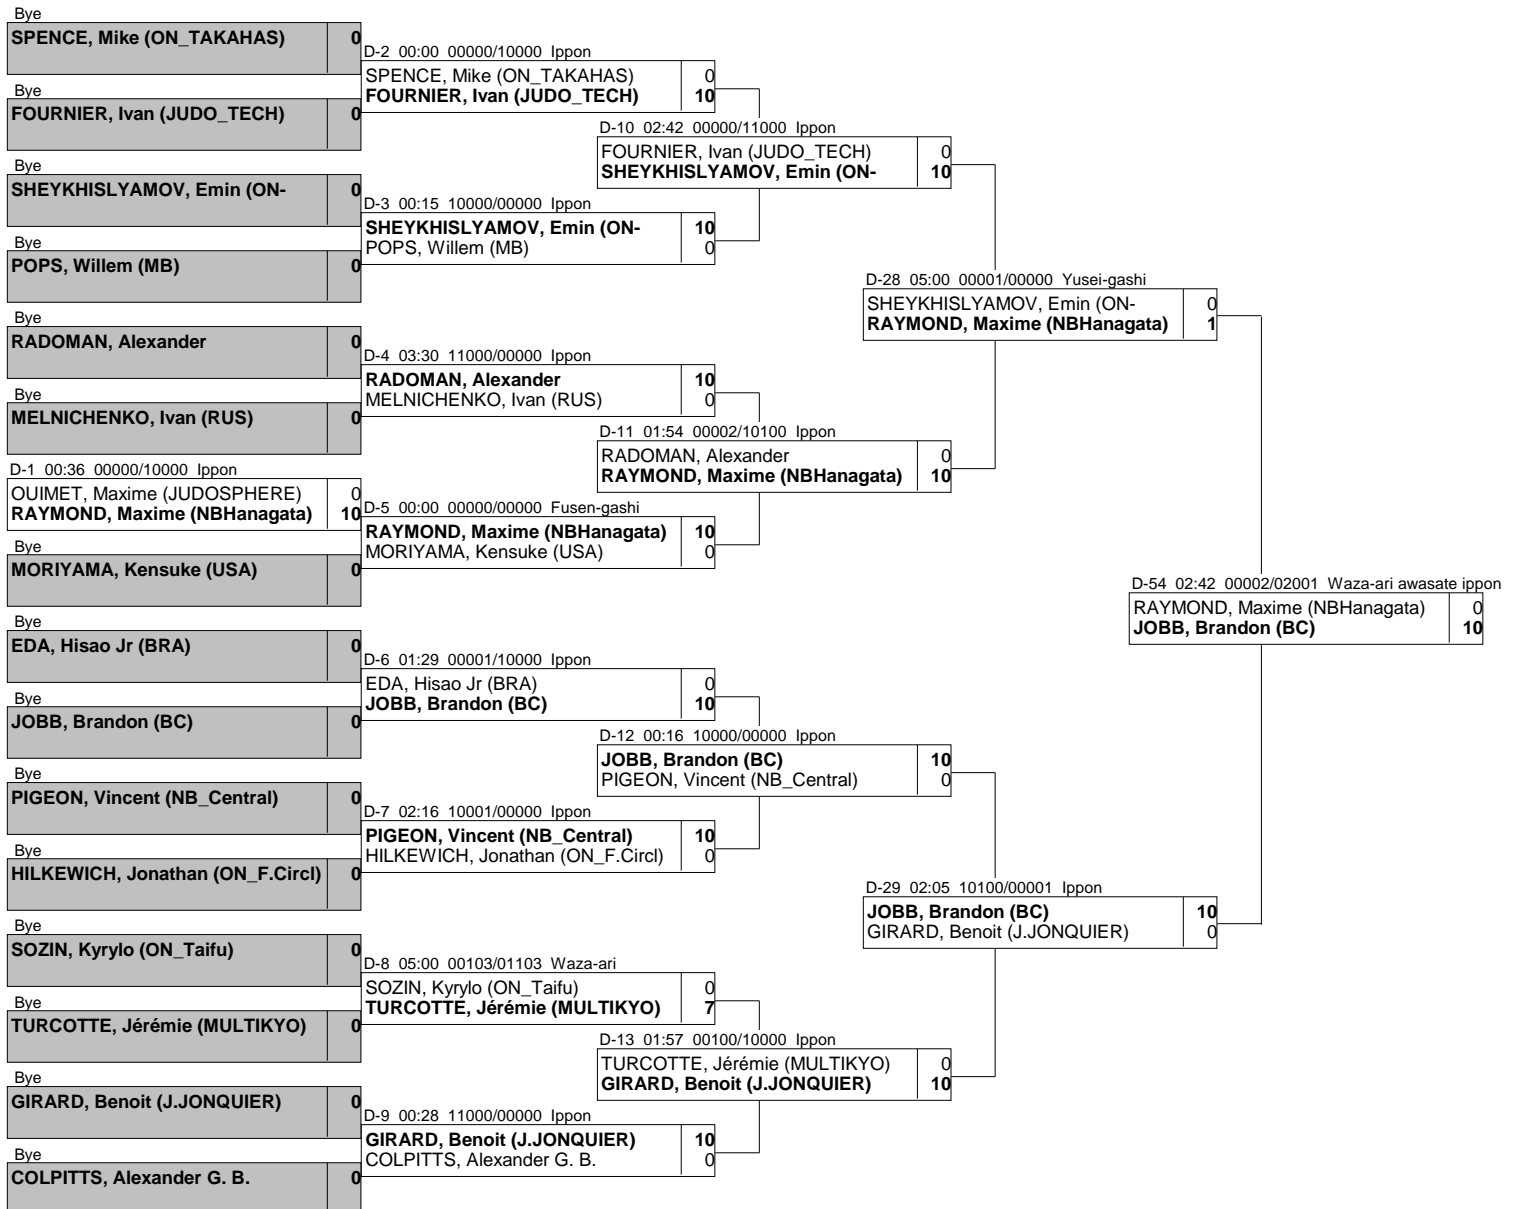 Bye
SPENCE, Mike (ON_TAKAHAS) 0
Bye
FOURNIER, Ivan (JUDO_TECH) 0
Bye
SHEYKHISLYAMOV, Emin (ON- 0
Bye
POPS, Willem (MB) 0
Bye
RADOMAN, Alexander 0
Bye
MELNICHENKO, Ivan (RUS) 0
D-1 00:36 00000/10000 Ippon
OUIMET, Maxime (JUDOSPHERE) 0
RAYMOND, Maxime (NBHanagata) 10
Bye
MORIYAMA, Kensuke (USA) 0
Bye
EDA, Hisao Jr (BRA) 0
Bye
JOBB, Brandon (BC) 0
Bye
PIGEON, Vincent (NB_Central) 0
Bye
HILKEWICH, Jonathan (ON_F.Circl) 0
Bye
SOZIN, Kyrylo (ON_Taifu) 0
Bye
TURCOTTE, Jérémie (MULTIKYO) 0
Bye
GIRARD, Benoit (J.JONQUIER) 0
Bye
COLPITTS, Alexander G. B. 0
D-2 00:00 00000/10000 Ippon
SPENCE, Mike (ON_TAKAHAS) 0
FOURNIER, Ivan (JUDO_TECH) 10
D-3 00:15 10000/00000 Ippon
SHEYKHISLYAMOV, Emin (ON- 10
POPS, Willem (MB) 0
D-4 03:30 11000/00000 Ippon
RADOMAN, Alexander 10
MELNICHENKO, Ivan (RUS) 0
D-5 00:00 00000/00000 Fusen-gashi
RAYMOND, Maxime (NBHanagata) 10
MORIYAMA, Kensuke (USA) 0
D-6 01:29 00001/10000 Ippon
EDA, Hisao Jr (BRA) 0
JOBB, Brandon (BC) 10
D-7 02:16 10001/00000 Ippon
PIGEON, Vincent (NB_Central) 10
HILKEWICH, Jonathan (ON_F.Circl) 0
D-8 05:00 00103/01103 Waza-ari
SOZIN, Kyrylo (ON_Taifu) 0
TURCOTTE, Jérémie (MULTIKYO) 7
D-9 00:28 11000/00000 Ippon
GIRARD, Benoit (J.JONQUIER) 10
COLPITTS, Alexander G. B. 0
D-10 02:42 00000/11000 Ippon
FOURNIER, Ivan (JUDO_TECH) 0
SHEYKHISLYAMOV, Emin (ON- 10
D-11 01:54 00002/10100 Ippon
RADOMAN, Alexander 0
RAYMOND, Maxime (NBHanagata) 10
D-12 00:16 10000/00000 Ippon
JOBB, Brandon (BC) 10
PIGEON, Vincent (NB_Central) 0
D-13 01:57 00100/10000 Ippon
TURCOTTE, Jérémie (MULTIKYO) 0
GIRARD, Benoit (J.JONQUIER) 10
D-28 05:00 00001/00000 Yusei-gashi
SHEYKHISLYAMOV, Emin (ON- 0
RAYMOND, Maxime (NBHanagata) 1
D-29 02:05 10100/00001 Ippon
JOBB, Brandon (BC) 10
GIRARD, Benoit (J.JONQUIER) 0
D-54 02:42 00002/02001 Waza-ari awasate ippon
RAYMOND, Maxime (NBHanagata) 0
JOBB, Brandon (BC) 10